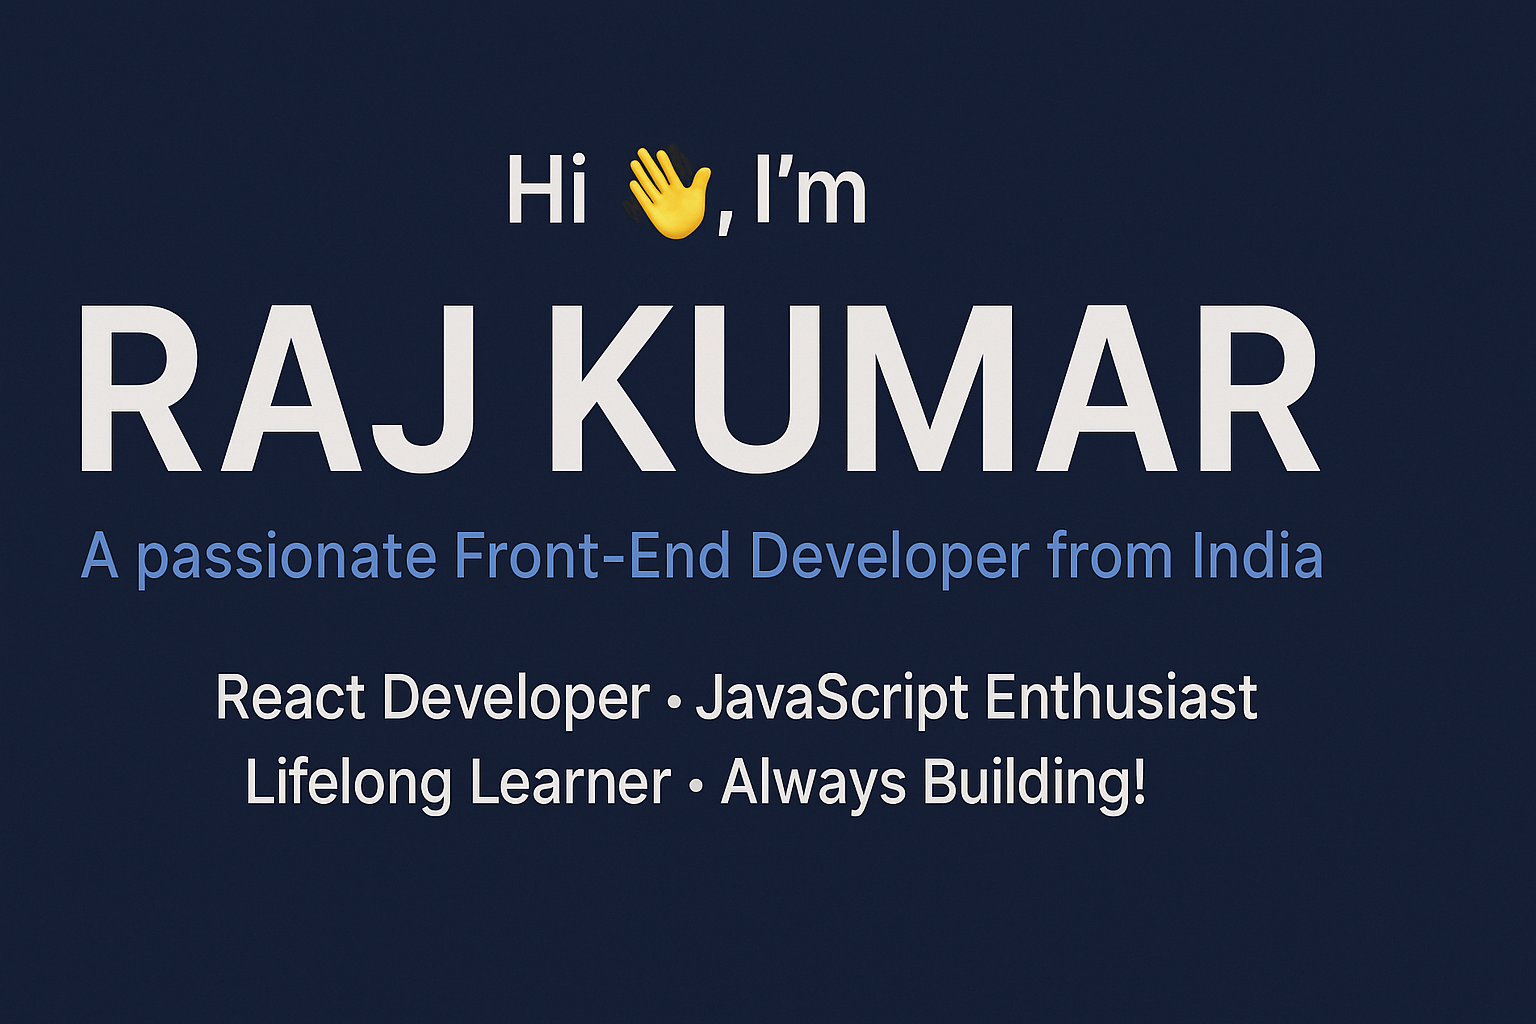 Hi 👋, I’m
RAJ KUMAR
A passionate Front-End Developer from India
React Developer • JavaScript Enthusiast
Lifelong Learner • Always Building!